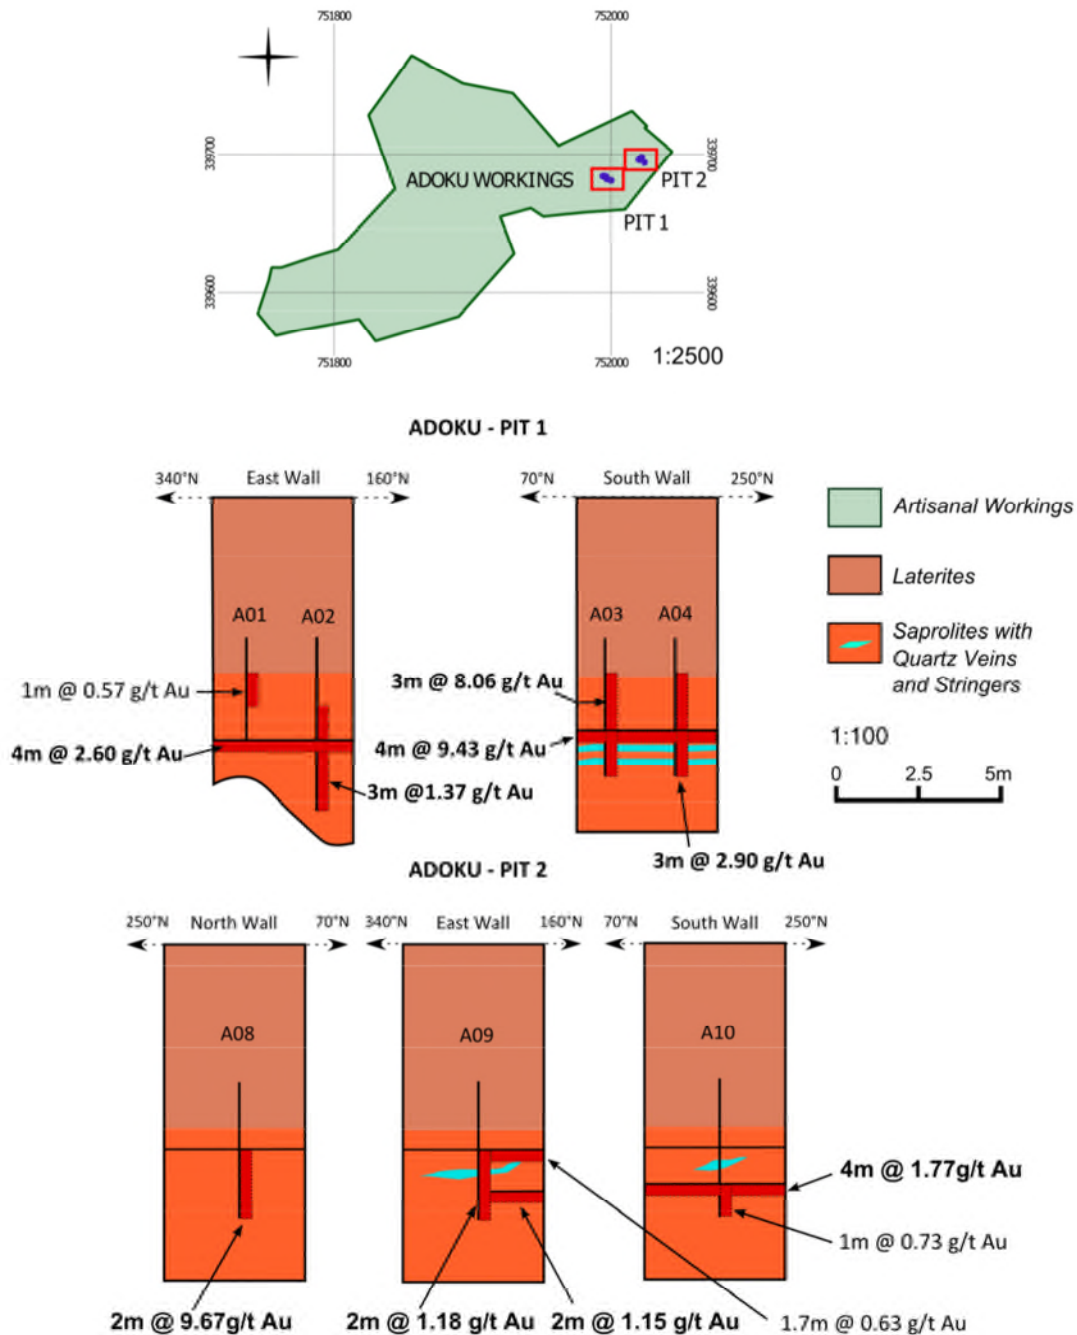 751800
752000
339700
339700
ADOKU WORKINGS
PIT 2
PIT 1
339600
339600
751800
752000
1:2500
ADOKU - PIT 1
340°N
East Wall
160°N
70°N
South Wall
250°N
Artisanal Workings
Laterites
Saprolites with
Quartz Veins
and Stringers
A01
A02
A03
A04
1m @ 0.57 g/t Au
4m @ 2.60 g/t Au
3m @1.37 g/t Au
3m @ 8.06 g/t Au
4m @ 9.43 g/t Au
3m @ 2.90 g/t Au
1:100
0
2.5
5m
ADOKU - PIT 2
250°N
North Wall
70°N
340°N
East Wall
160°N
70°N
South Wall
250°N
A08
A09
A10
4m @ 1.77g/t Au
1m @ 0.73 g/t Au
2m @ 9.67g/t Au
2m @ 1.18 g/t Au
2m @ 1.15 g/t Au
1.7m @ 0.63 g/t Au